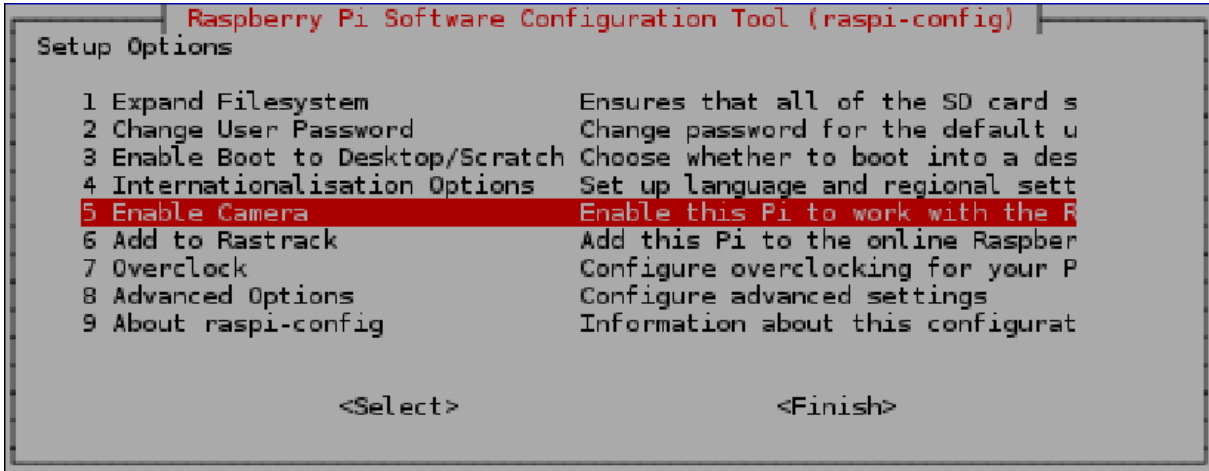 Raspberry Pi Software Configuration Tool (raspi-config)
Setup Options
1 Expand Filesystem Ensures that all of the SD card s
2 Change User Password Change password for the default u
3 Enable Boot to Desktop/Scratch Choose whether to boot into a des
4 Internationalisation Options Set up language and regional sett
5 Enable Camera Enable this Pi to work with the R
6 Add to Rastrack Add this Pi to the online Raspber
7 Overclock Configure overclocking for your P
8 Advanced Options Configure advanced settings
9 About raspi-config Information about this configurat
<Select> <Finish>